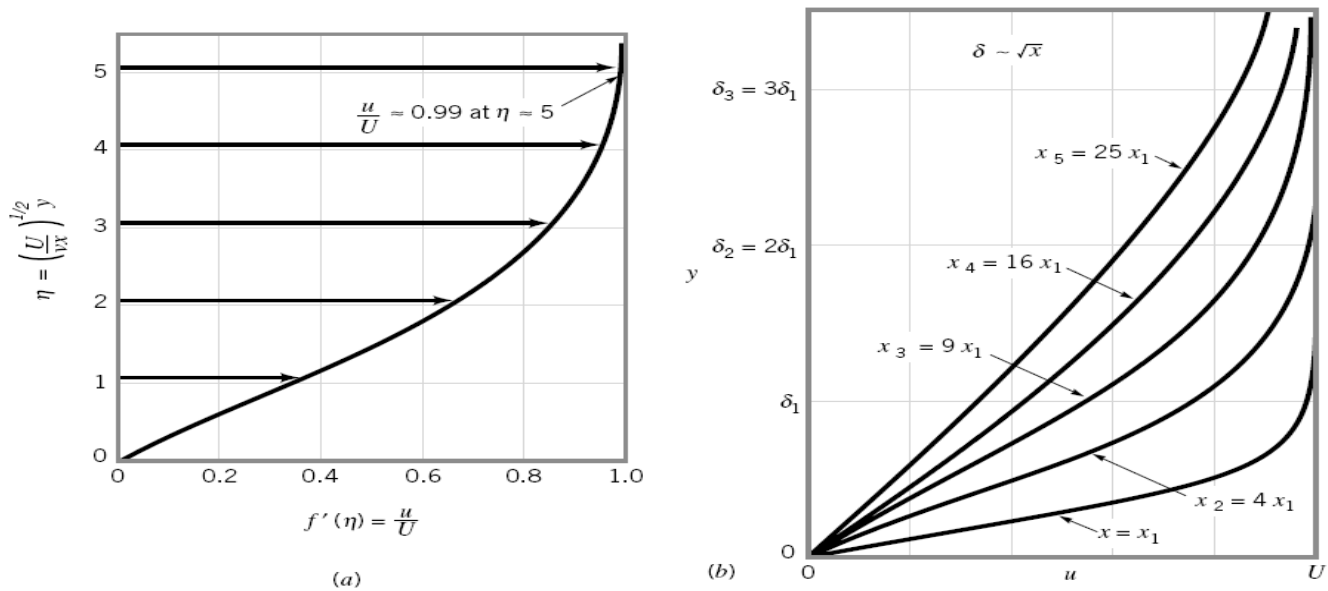 5
u/U ≈ 0.99 at η ≈ 5
4
η = (U/νx)^1/2 y
3
2
1
0
0 0.2 0.4 0.6 0.8 1.0
f′(η) = u/U
(a)
δ ~ √x
δ₃ = 3δ₁
x₅ = 25 x₁
δ₂ = 2δ₁
x₄ = 16 x₁
y
x₃ = 9 x₁
δ₁
x₂ = 4 x₁
x = x₁
0
0 u U
(b)